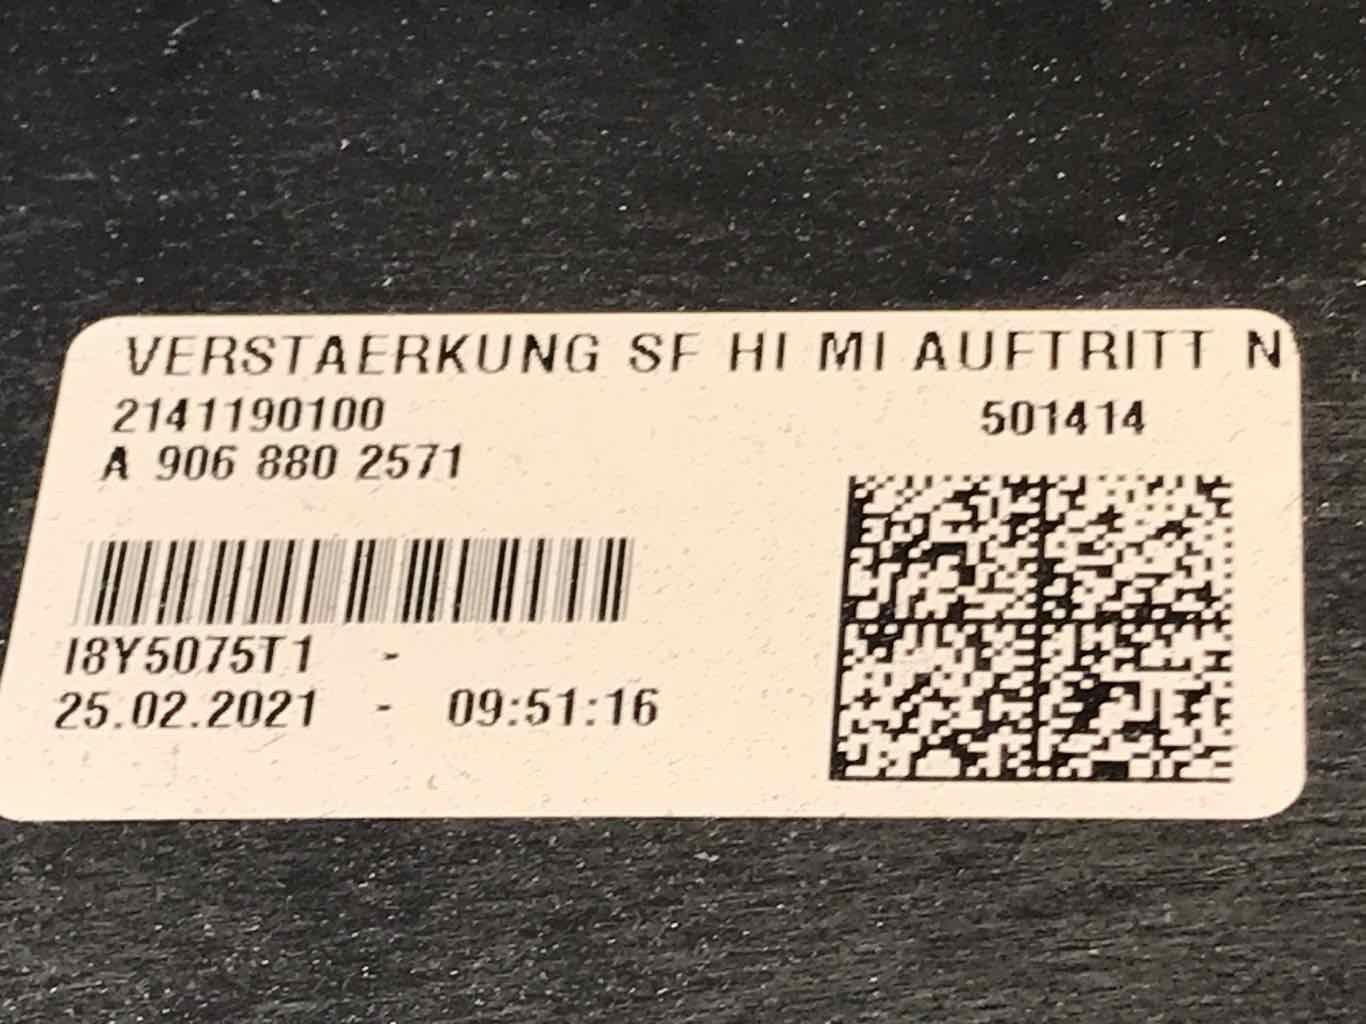 VERSTAERKUNG SF HI MI AUFTRITT N
2141190100 501414
A 906 880 2571
I8Y5075T1 -
25.02.2021 - 09:51:16